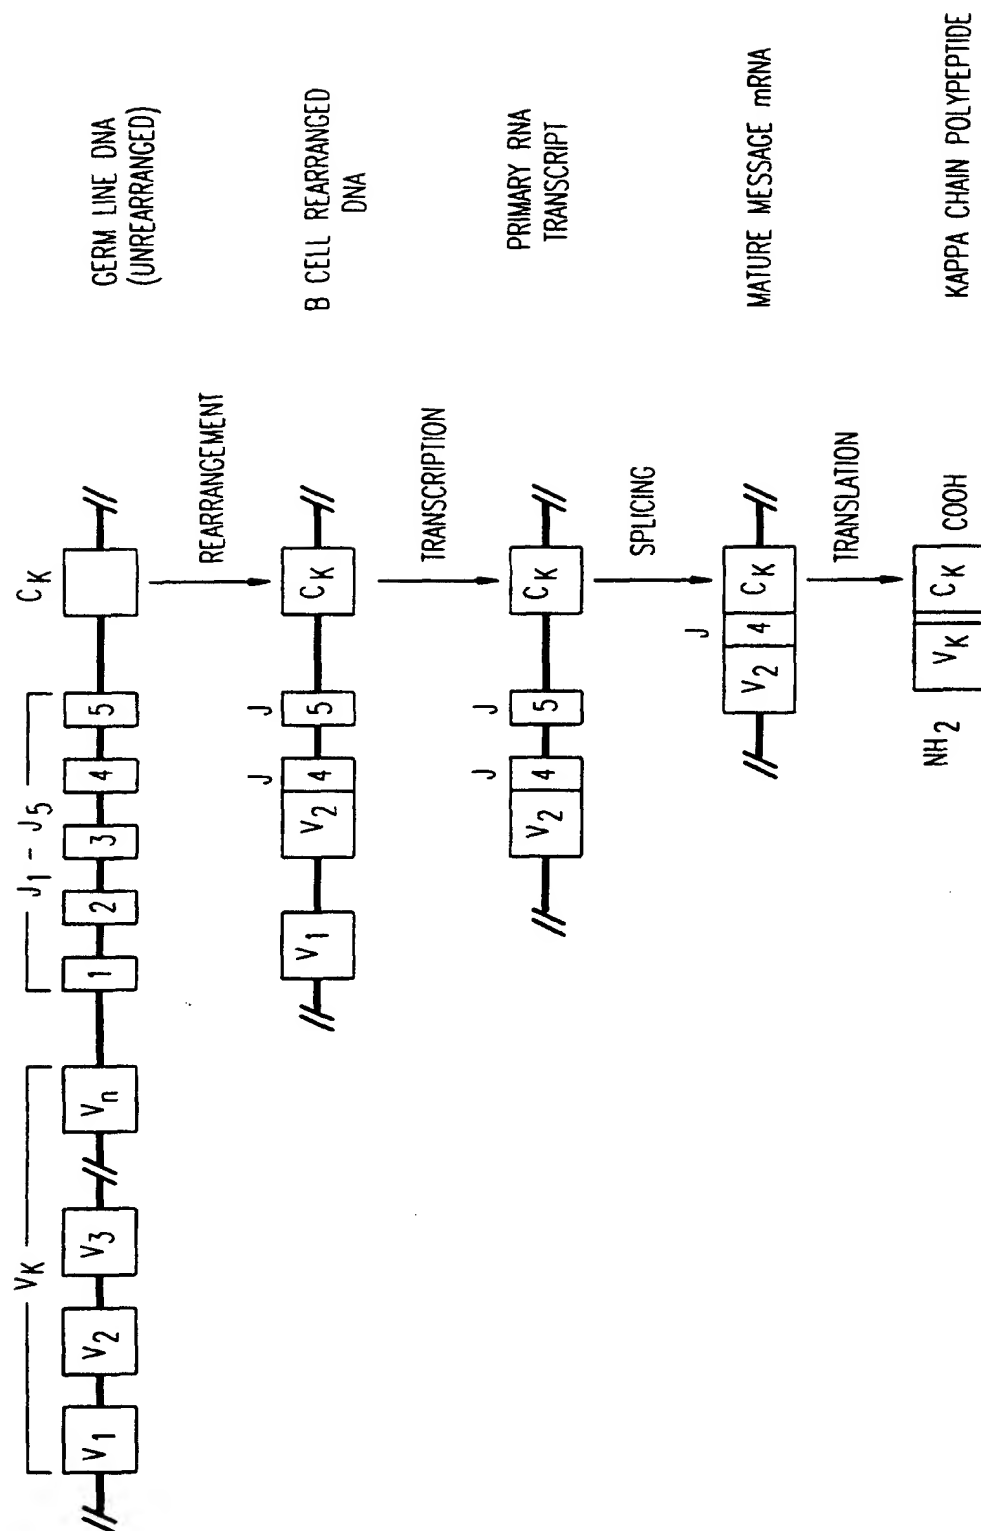 V_K
J_1 - J_5
C_K
V_1 V_2 V_3 V_n 1 2 3 4 5
GERM LINE DNA
(UNREARRANGED)
REARRANGEMENT
J J
V_1 V_2 4 5 C_K
B CELL REARRANGED
DNA
TRANSCRIPTION
J J
V_2 4 5 C_K
PRIMARY RNA
TRANSCRIPT
SPLICING
J
V_2 4 C_K
MATURE MESSAGE mRNA
TRANSLATION
NH_2 V_K C_K COOH
KAPPA CHAIN POLYPEPTIDE